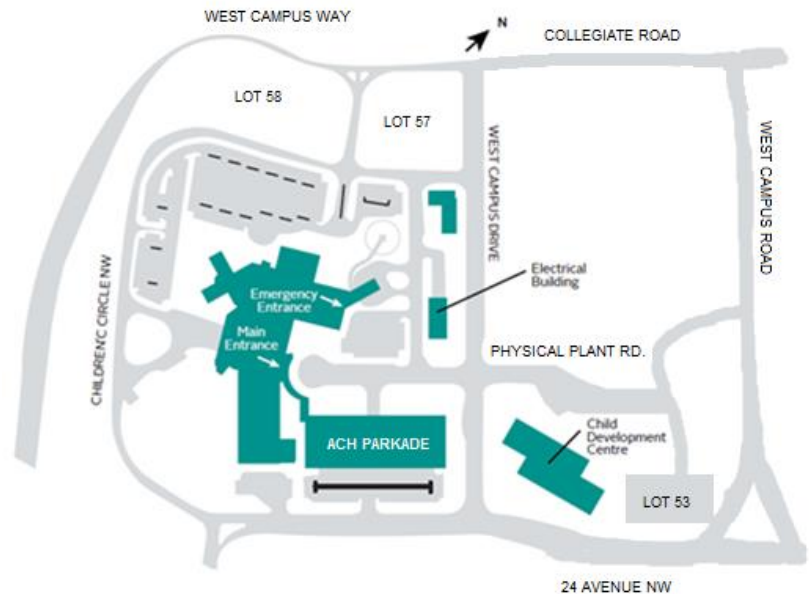 WEST CAMPUS WAY
N
COLLEGIATE ROAD
LOT 58
LOT 57
WEST CAMPUS DRIVE
WEST CAMPUS ROAD
Electrical
Building
Emergency
Entrance
Main
Entrance
CHILDREN'C CIRCLE NW
PHYSICAL PLANT RD.
ACH PARKADE
Child
Development
Centre
LOT 53
24 AVENUE NW